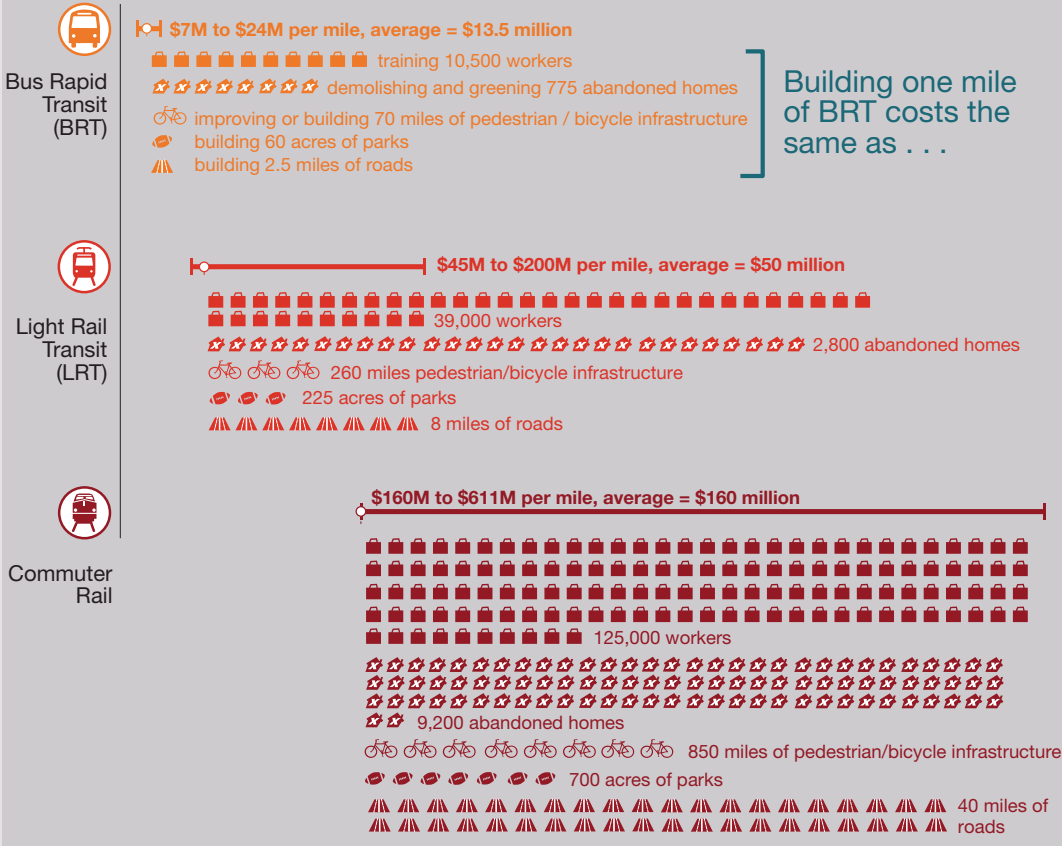 Bus Rapid
Transit
(BRT)
$7M to $24M per mile, average = $13.5 million
training 10,500 workers
demolishing and greening 775 abandoned homes
improving or building 70 miles of pedestrian / bicycle infrastructure
building 60 acres of parks
building 2.5 miles of roads
Building one mile
of BRT costs the
same as . . .
Light Rail
Transit
(LRT)
$45M to $200M per mile, average = $50 million
39,000 workers
2,800 abandoned homes
260 miles pedestrian/bicycle infrastructure
225 acres of parks
8 miles of roads
Commuter
Rail
$160M to $611M per mile, average = $160 million
125,000 workers
9,200 abandoned homes
850 miles of pedestrian/bicycle infrastructure
700 acres of parks
40 miles of
roads